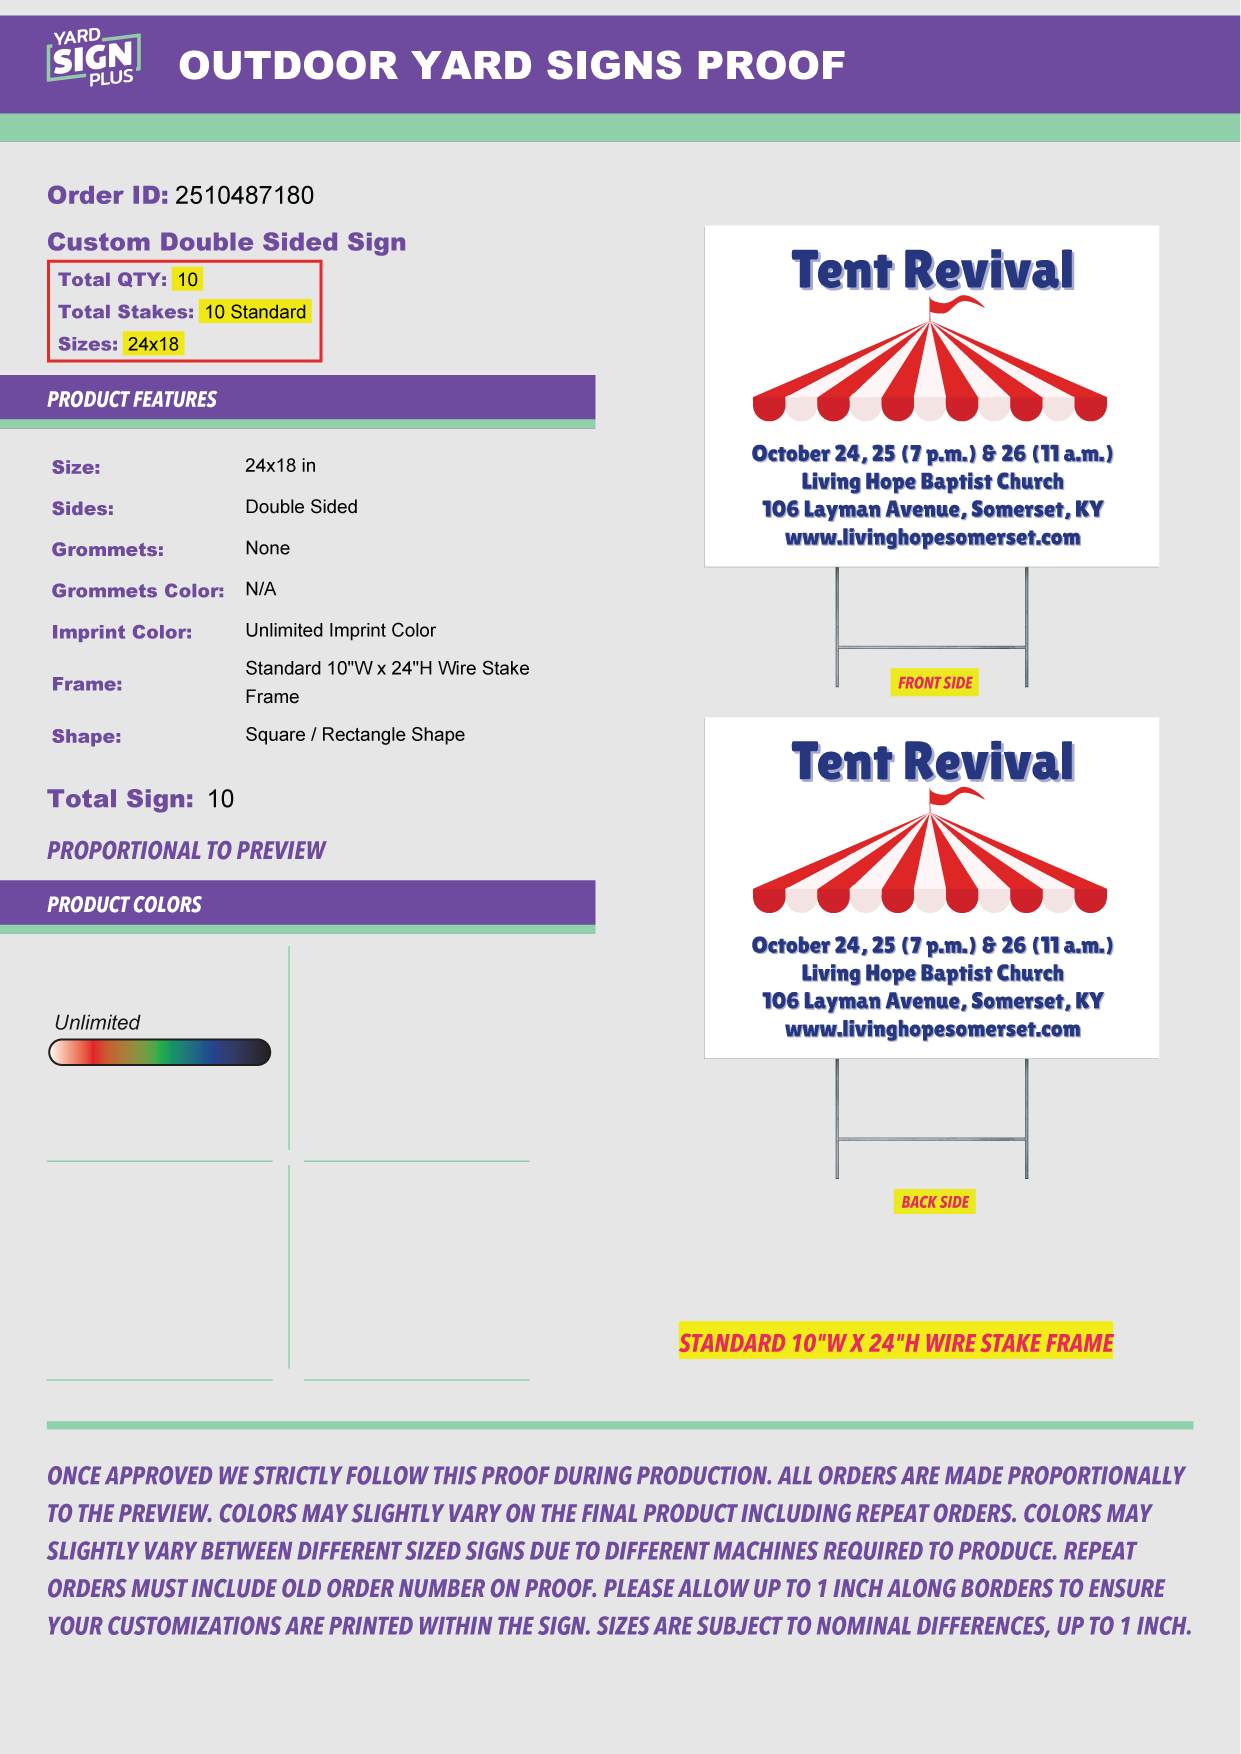 YARD
SIGN
PLUS
OUTDOOR YARD SIGNS PROOF
Order ID: 2510487180
Custom Double Sided Sign
Total QTY: 10
Total Stakes: 10 Standard
Sizes: 24x18
PRODUCT FEATURES
Size: 24x18 in
Sides: Double Sided
Grommets: None
Grommets Color: N/A
Imprint Color: Unlimited Imprint Color
Frame: Standard 10"W x 24"H Wire Stake
Frame
Shape: Square / Rectangle Shape
Total Sign: 10
PROPORTIONAL TO PREVIEW
PRODUCT COLORS
Unlimited
Tent Revival
October 24, 25 (7 p.m.) & 26 (11 a.m.)
Living Hope Baptist Church
106 Layman Avenue, Somerset, KY
www.livinghopesomerset.com
FRONT SIDE
Tent Revival
October 24, 25 (7 p.m.) & 26 (11 a.m.)
Living Hope Baptist Church
106 Layman Avenue, Somerset, KY
www.livinghopesomerset.com
BACK SIDE
STANDARD 10"W X 24"H WIRE STAKE FRAME
ONCE APPROVED WE STRICTLY FOLLOW THIS PROOF DURING PRODUCTION. ALL ORDERS ARE MADE PROPORTIONALLY
TO THE PREVIEW. COLORS MAY SLIGHTLY VARY ON THE FINAL PRODUCT INCLUDING REPEAT ORDERS. COLORS MAY
SLIGHTLY VARY BETWEEN DIFFERENT SIZED SIGNS DUE TO DIFFERENT MACHINES REQUIRED TO PRODUCE. REPEAT
ORDERS MUST INCLUDE OLD ORDER NUMBER ON PROOF. PLEASE ALLOW UP TO 1 INCH ALONG BORDERS TO ENSURE
YOUR CUSTOMIZATIONS ARE PRINTED WITHIN THE SIGN. SIZES ARE SUBJECT TO NOMINAL DIFFERENCES, UP TO 1 INCH.